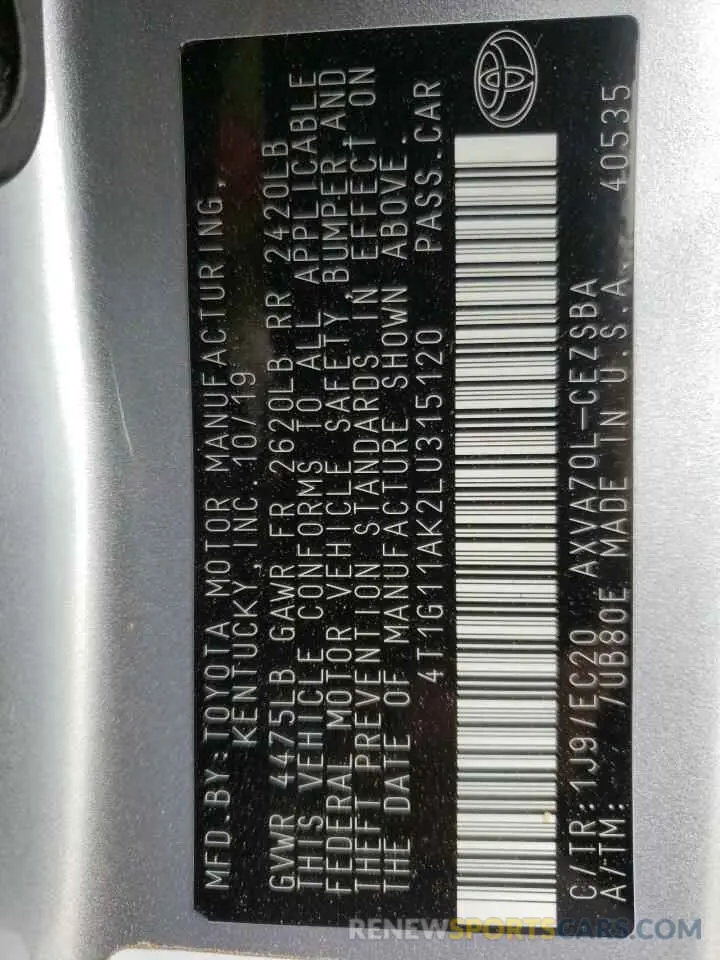 MFD.BY:TOYOTA MOTOR MANUFACTURING,
KENTUCKY, INC. 10/19
GVWR 4475LB GAWR FR 2620LB RR 2420LB
THIS VEHICLE CONFORMS TO ALL APPLICABLE
FEDERAL MOTOR VEHICLE SAFETY, BUMPER AND
THEFT PREVENTION STANDARDS IN EFFECT ON
THE DATE OF MANUFACTURE SHOWN ABOVE.
4T1G11AK2LU315120 PASS.CAR
C/TR:1J9/EC20 AXVA70L-CEZSBA
A/TM: /UB80E MADE IN U.S.A. 40535
RENEWSPORTSCARS.COM